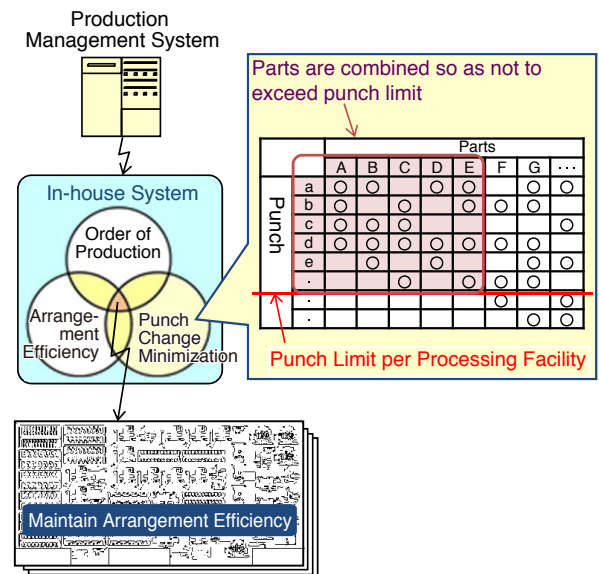 Production
Management System
Parts are combined so as not to
exceed punch limit
Parts
A B C D E F G ···
Punch
a ○ ○ ○ ○ ○ ○
b ○ ○ ○ ○ ○
c ○ ○ ○ ○
d ○ ○ ○ ○ ○ ○ ○
e ○ ○ ○ ○
· ○ ○ ○ ○
· ○ ○
· ○ ○
Punch Limit per Processing Facility
In-house System
Order of
Production
Arrange-
ment
Efficiency
Punch
Change
Minimization
Maintain Arrangement Efficiency